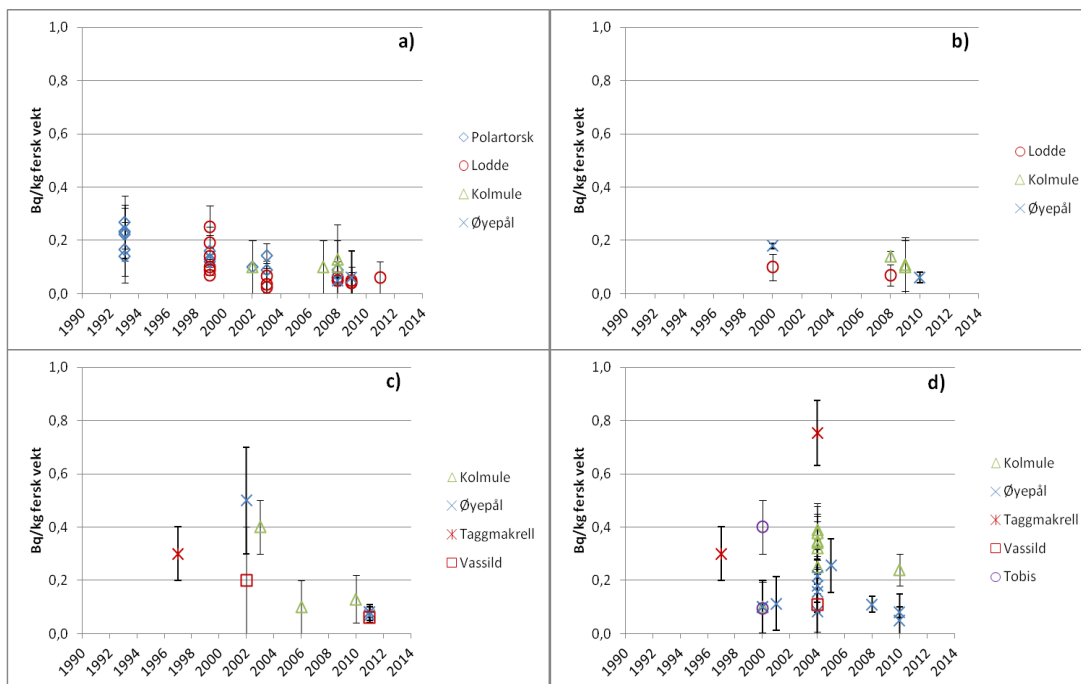 a)
Bq/kg fersk vekt
1,0
0,8
0,6
0,4
0,2
0,0
1990 1992 1994 1996 1998 2000 2002 2004 2006 2008 2010 2012 2014
Polartorsk
Lodde
Kolmule
Øyepål
b)
Bq/kg fersk vekt
1,0
0,8
0,6
0,4
0,2
0,0
1990 1992 1994 1996 1998 2000 2002 2004 2006 2008 2010 2012 2014
Lodde
Kolmule
Øyepål
c)
Bq/kg fersk vekt
1,0
0,8
0,6
0,4
0,2
0,0
1990 1992 1994 1996 1998 2000 2002 2004 2006 2008 2010 2012 2014
Kolmule
Øyepål
Taggmakrell
Vassild
d)
Bq/kg fersk vekt
1,0
0,8
0,6
0,4
0,2
0,0
1990 1992 1994 1996 1998 2000 2002 2004 2006 2008 2010 2012 2014
Kolmule
Øyepål
Taggmakrell
Vassild
Tobis